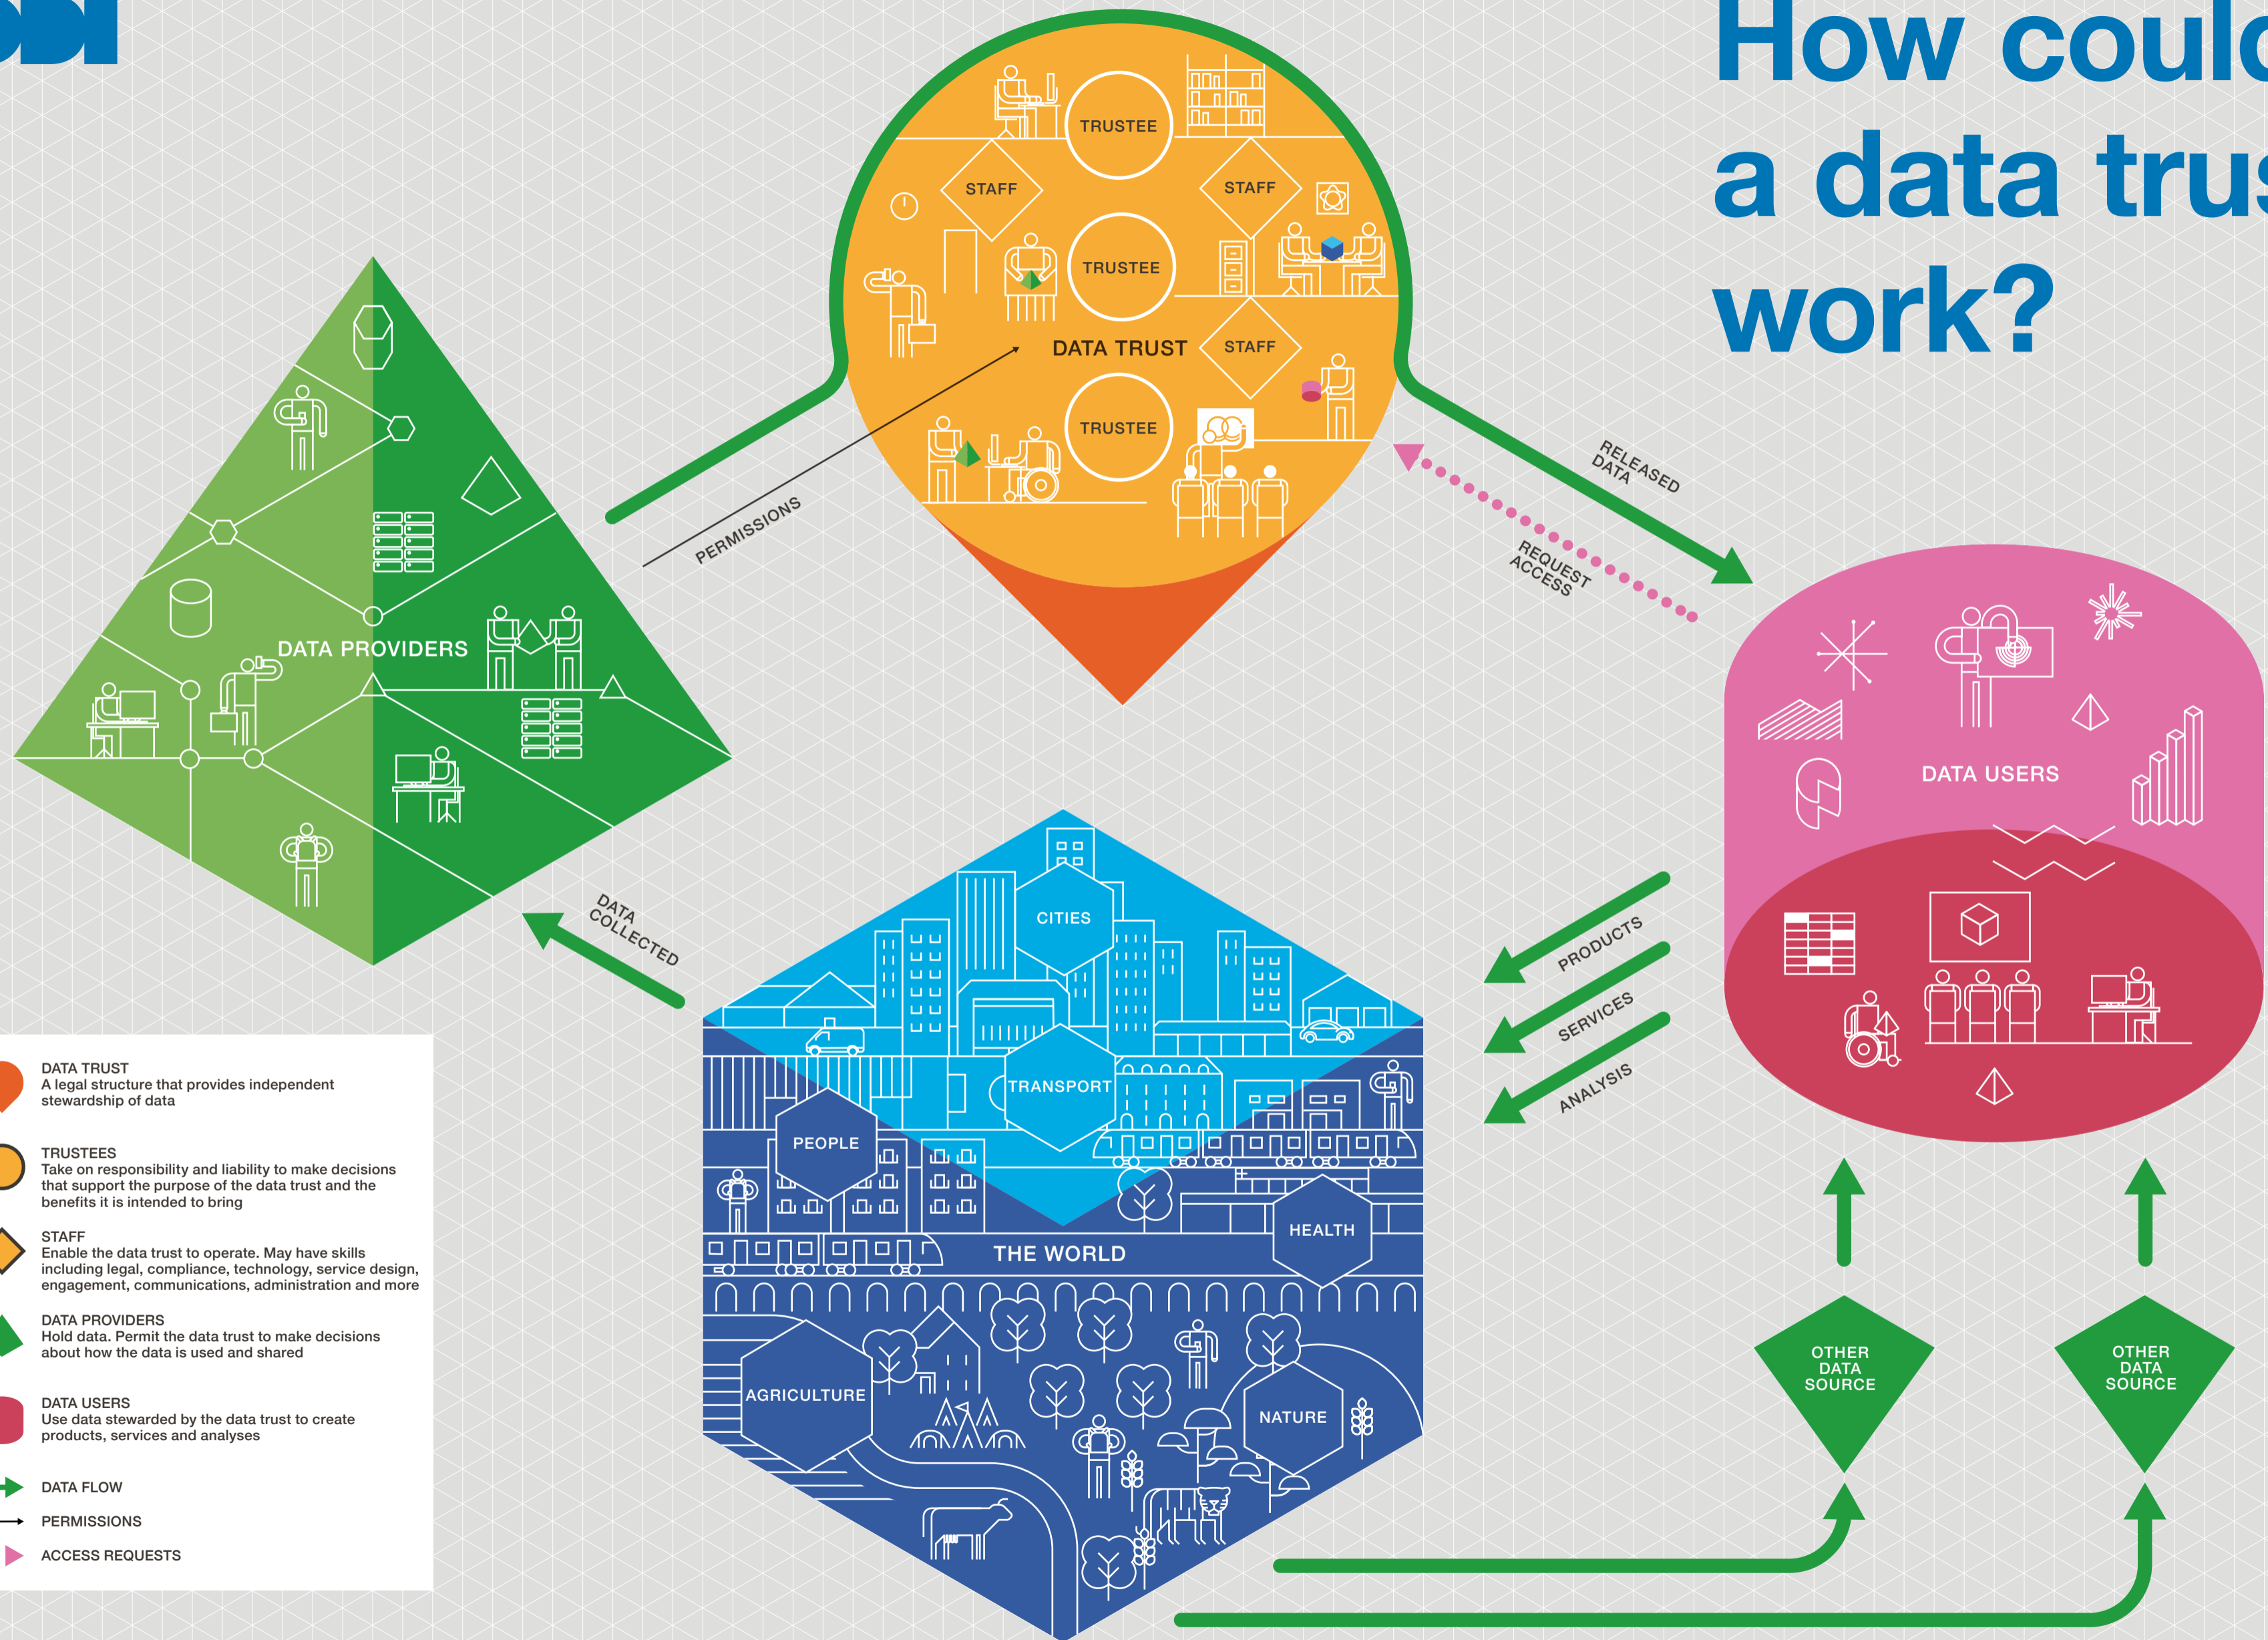 How could
a data trus
work?
TRUSTEE
STAFF
STAFF
TRUSTEE
DATA TRUST
STAFF
TRUSTEE
PERMISSIONS
RELEASED
DATA
REQUEST
ACCESS
DATA PROVIDERS
DATA USERS
DATA
COLLECTED
PRODUCTS
SERVICES
ANALYSIS
CITIES
TRANSPORT
PEOPLE
HEALTH
THE WORLD
AGRICULTURE
NATURE
OTHER
DATA
SOURCE
OTHER
DATA
SOURCE
DATA TRUST
A legal structure that provides independent
stewardship of data
TRUSTEES
Take on responsibility and liability to make decisions
that support the purpose of the data trust and the
benefits it is intended to bring
STAFF
Enable the data trust to operate. May have skills
including legal, compliance, technology, service design,
engagement, communications, administration and more
DATA PROVIDERS
Hold data. Permit the data trust to make decisions
about how the data is used and shared
DATA USERS
Use data stewarded by the data trust to create
products, services and analyses
DATA FLOW
PERMISSIONS
ACCESS REQUESTS